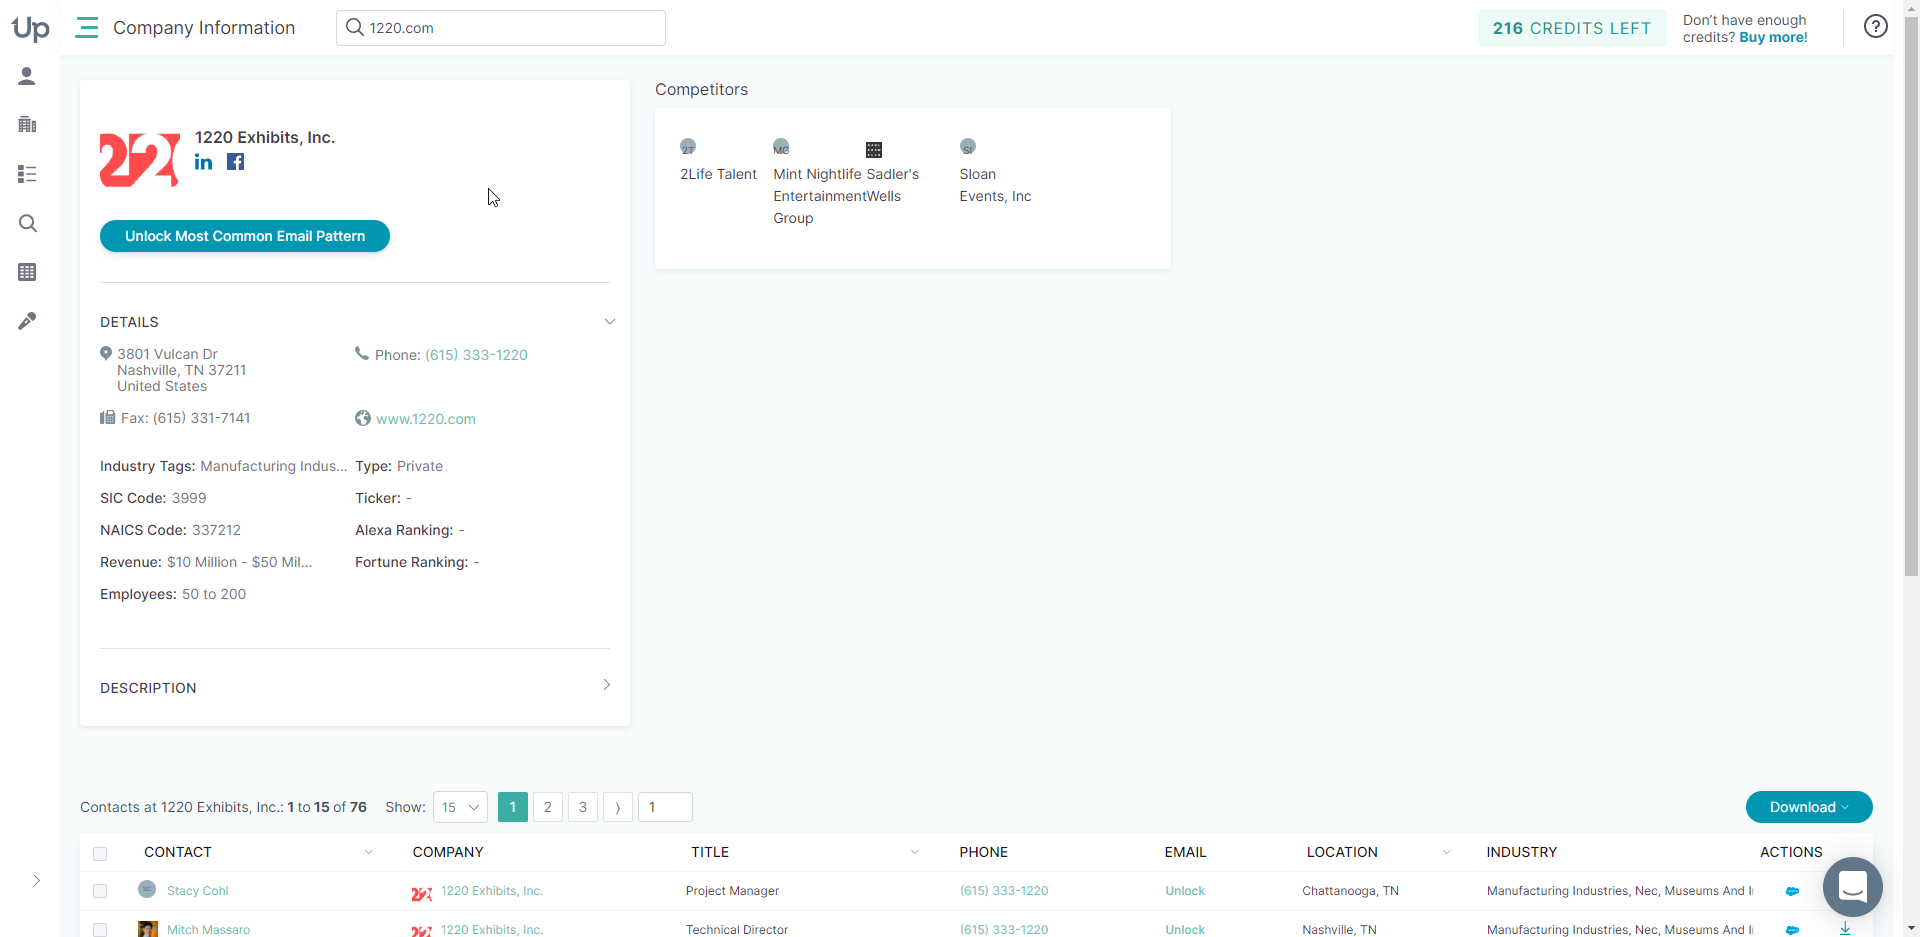 Up
Company Information
1220.com
216 CREDITS LEFT
Don't have enough
credits? Buy more!
1220 Exhibits, Inc.
Unlock Most Common Email Pattern
DETAILS
3801 Vulcan Dr
Nashville, TN 37211
United States
Phone: (615) 333-1220
Fax: (615) 331-7141
www.1220.com
Industry Tags: Manufacturing Indus... Type: Private
SIC Code: 3999 Ticker: -
NAICS Code: 337212 Alexa Ranking: -
Revenue: $10 Million - $50 Mil... Fortune Ranking: -
Employees: 50 to 200
DESCRIPTION
Competitors
2T
2Life Talent
MG
Mint Nightlife
Entertainment
Group
Sadler's
Wells
SI
Sloan
Events, Inc
Contacts at 1220 Exhibits, Inc.: 1 to 15 of 76 Show: 15 1 2 3 ⟩ 1 Download
CONTACT COMPANY TITLE PHONE EMAIL LOCATION INDUSTRY ACTIONS
SC Stacy Cohl 1220 Exhibits, Inc. Project Manager (615) 333-1220 Unlock Chattanooga, TN Manufacturing Industries, Nec, Museums And I
Mitch Massaro 1220 Exhibits, Inc. Technical Director (615) 333-1220 Unlock Nashville, TN Manufacturing Industries, Nec, Museums And I